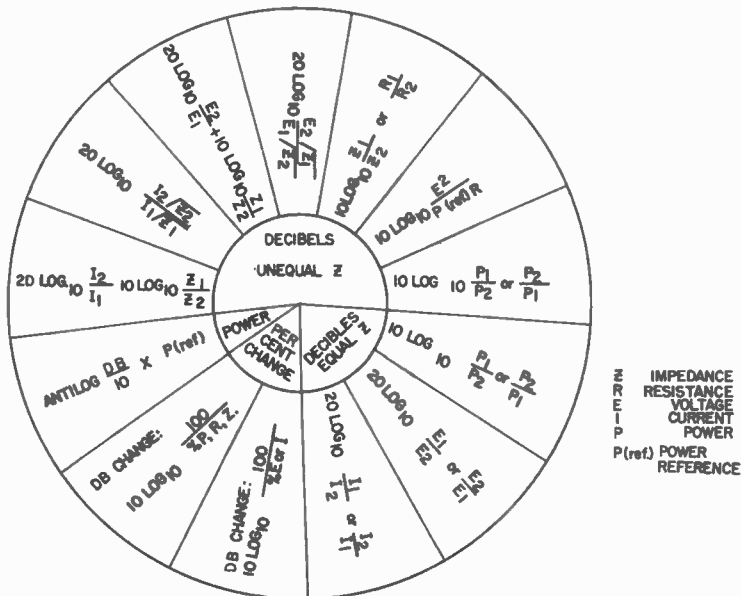 DECIBELS
UNEQUAL Z
POWER
PER
CENT
CHANGE
DECIBLES
EQUAL Z
20 LOG10 I2/I1 10 LOG10 Z1/Z2
20 LOG10 I2√Z2/I1√Z1
20 LOG10 E2/E1 + 10 LOG10 Z1/Z2
20 LOG10 E2√Z1/E1√Z2
10 LOG10 Z1/Z2 or R1/R2
10 LOG10 E2/P (ref) R
10 LOG 10 P1/P2 or P2/P1
10 LOG 10 P1/P2 or P2/P1
20 LOG10 E1/E2 or E2/E1
20 LOG10 I1/I2 or I2/I1
DB CHANGE: 100/%E or I
10 LOG10
DB CHANGE: 100/%P, R, Z.
10 LOG10
ANTILOG DB/10 X P(ref)
Z IMPEDANCE
R RESISTANCE
E VOLTAGE
I CURRENT
P POWER
P(ref.) POWER
REFERENCE